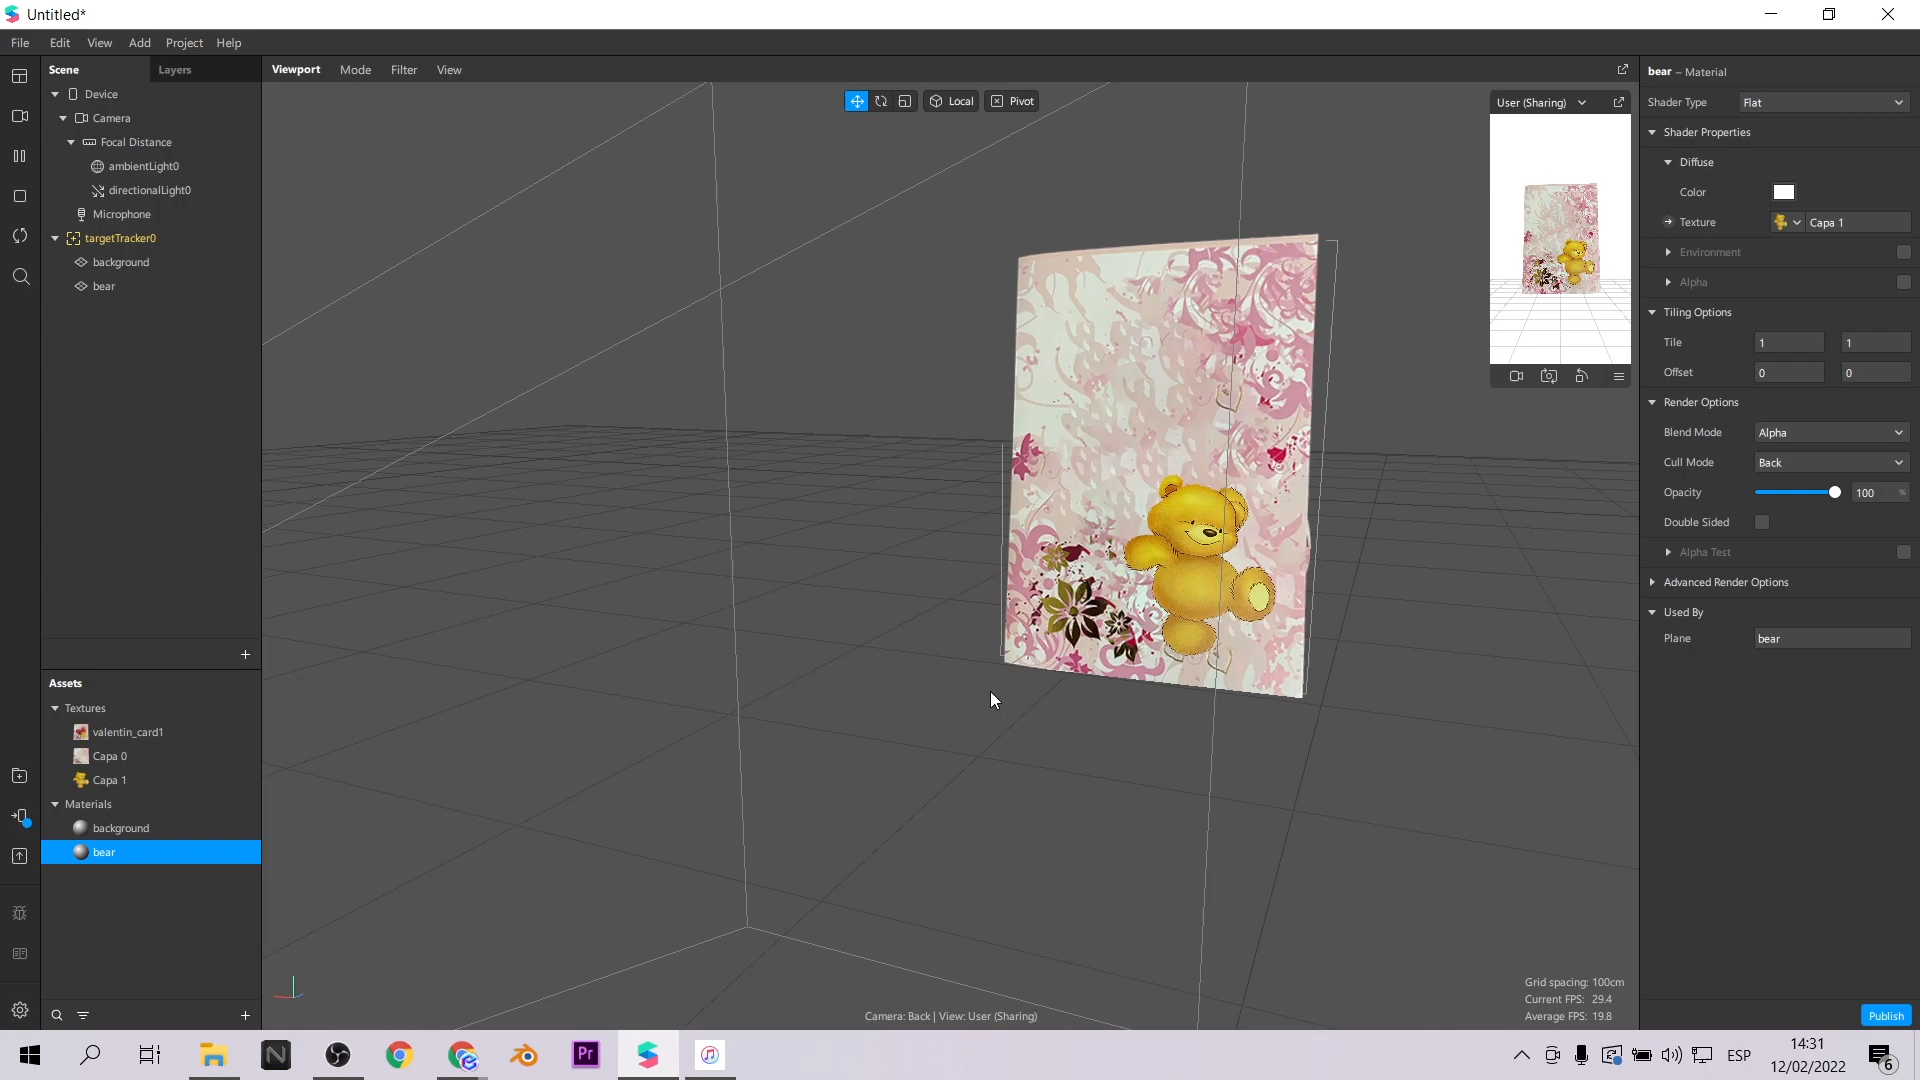 Untitled*
File Edit View Add Project Help
Scene Layers
Device
Camera
Focal Distance
ambientLight0
directionalLight0
Microphone
targetTracker0
background
bear
Assets
Textures
valentin_card1
Capa 0
Capa 1
Materials
background
bear
Viewport Mode Filter View
Local Pivot
User (Sharing)
Grid spacing: 100cm
Current FPS: 29.4
Average FPS: 19.8
Camera: Back | View: User (Sharing)
bear – Material
Shader Type Flat
Shader Properties
Diffuse
Color
Texture Capa 1
Environment
Alpha
Tiling Options
Tile 1 1
Offset 0 0
Render Options
Blend Mode Alpha
Cull Mode Back
Opacity 100 %
Double Sided
Alpha Test
Advanced Render Options
Used By
Plane bear
Publish
N
Pr
ESP
14:31
12/02/2022
6